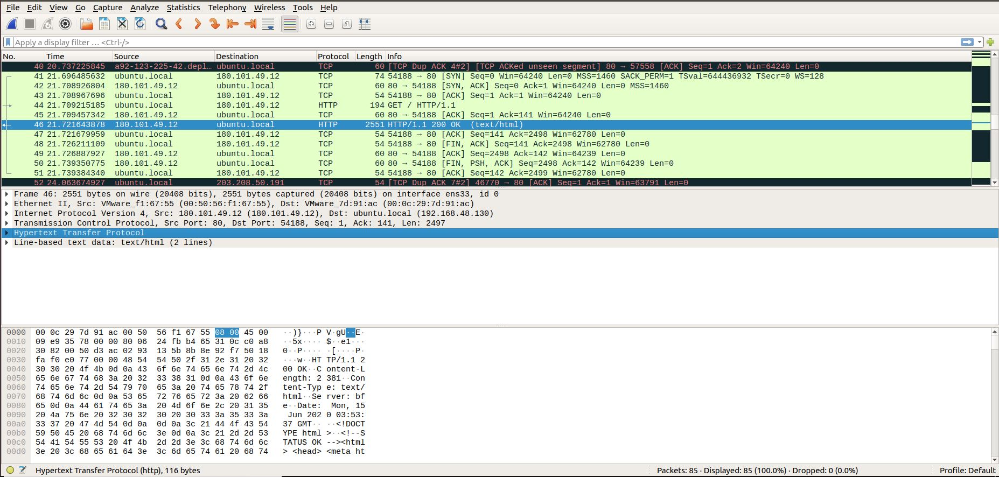 File Edit View Go Capture Analyze Statistics Telephony Wireless Tools Help
Apply a display filter … <Ctrl-/>
No. Time Source Destination Protocol Length Info
40 20.737225845 a92-123-225-42.depl… ubuntu.local TCP 60 [TCP Dup ACK 4#2] [TCP ACKed unseen segment] 80 → 57558 [ACK] Seq=1 Ack=2 Win=64240 Len=0
41 21.696485632 ubuntu.local 180.101.49.12 TCP 74 54188 → 80 [SYN] Seq=0 Win=64240 Len=0 MSS=1460 SACK_PERM=1 TSval=644436932 TSecr=0 WS=128
42 21.708926804 180.101.49.12 ubuntu.local TCP 60 80 → 54188 [SYN, ACK] Seq=0 Ack=1 Win=64240 Len=0 MSS=1460
43 21.708967696 ubuntu.local 180.101.49.12 TCP 54 54188 → 80 [ACK] Seq=1 Ack=1 Win=64240 Len=0
44 21.709215185 ubuntu.local 180.101.49.12 HTTP 194 GET / HTTP/1.1
45 21.709457342 180.101.49.12 ubuntu.local TCP 60 80 → 54188 [ACK] Seq=1 Ack=141 Win=64240 Len=0
46 21.721643878 180.101.49.12 ubuntu.local HTTP 2551 HTTP/1.1 200 OK  (text/html)
47 21.721679959 ubuntu.local 180.101.49.12 TCP 54 54188 → 80 [ACK] Seq=141 Ack=2498 Win=62780 Len=0
48 21.726211109 ubuntu.local 180.101.49.12 TCP 54 54188 → 80 [FIN, ACK] Seq=141 Ack=2498 Win=62780 Len=0
49 21.726887927 180.101.49.12 ubuntu.local TCP 60 80 → 54188 [ACK] Seq=2498 Ack=142 Win=64239 Len=0
50 21.739350775 180.101.49.12 ubuntu.local TCP 60 80 → 54188 [FIN, PSH, ACK] Seq=2498 Ack=142 Win=64239 Len=0
51 21.739384340 ubuntu.local 180.101.49.12 TCP 54 54188 → 80 [ACK] Seq=142 Ack=2499 Win=62780 Len=0
52 24.063674927 ubuntu.local 203.208.50.191 TCP 54 [TCP Dup ACK 7#2] 46770 → 80 [ACK] Seq=1 Ack=1 Win=63791 Len=0
Frame 46: 2551 bytes on wire (20408 bits), 2551 bytes captured (20408 bits) on interface ens33, id 0
Ethernet II, Src: VMware_f1:67:55 (00:50:56:f1:67:55), Dst: VMware_7d:91:ac (00:0c:29:7d:91:ac)
Internet Protocol Version 4, Src: 180.101.49.12 (180.101.49.12), Dst: ubuntu.local (192.168.48.130)
Transmission Control Protocol, Src Port: 80, Dst Port: 54188, Seq: 1, Ack: 141, Len: 2497
Hypertext Transfer Protocol
Line-based text data: text/html (2 lines)
0000 00 0c 29 7d 91 ac 00 50 56 f1 67 55 08 00 45 00 ··)}···P V·gU··E·
0010 09 e9 35 78 00 00 80 06 24 fb b4 65 31 0c c0 a8 ··5x···· $··e1···
0020 30 82 00 50 d3 ac 02 93 13 5b 8b 8e 92 f7 50 18 0··P···· ·[····P·
0030 fa f0 e0 77 00 00 48 54 54 50 2f 31 2e 31 20 32 ···w··HT TP/1.1 2
0040 30 30 20 4f 4b 0d 0a 43 6f 6e 74 65 6e 74 2d 4c 00 OK··C ontent-L
0050 65 6e 67 74 68 3a 20 32 33 38 31 0d 0a 43 6f 6e ength: 2 381··Con
0060 74 65 6e 74 2d 54 79 70 65 3a 20 74 65 78 74 2f tent-Typ e: text/
0070 68 74 6d 6c 0d 0a 53 65 72 76 65 72 3a 20 62 66 html··Se rver: bf
0080 65 0d 0a 44 61 74 65 3a 20 4d 6f 6e 2c 20 31 35 e··Date:  Mon, 15
0090 20 4a 75 6e 20 32 30 32 30 20 30 33 3a 35 33 3a  Jun 202 0 03:53:
00a0 33 37 20 47 4d 54 0d 0a 0d 0a 3c 21 44 4f 43 54 37 GMT·· ··<!DOCT
00b0 59 50 45 20 68 74 6d 6c 3e 0d 0a 3c 21 2d 2d 53 YPE html >··<!--S
00c0 54 41 54 55 53 20 4f 4b 2d 2d 3e 3c 68 74 6d 6c TATUS OK --><html
00d0 3e 20 3c 68 65 61 64 3e 3c 6d 65 74 61 20 68 74 > <head> <meta ht
Hypertext Transfer Protocol (http), 116 bytes Packets: 85 · Displayed: 85 (100.0%) · Dropped: 0 (0.0%) Profile: Default